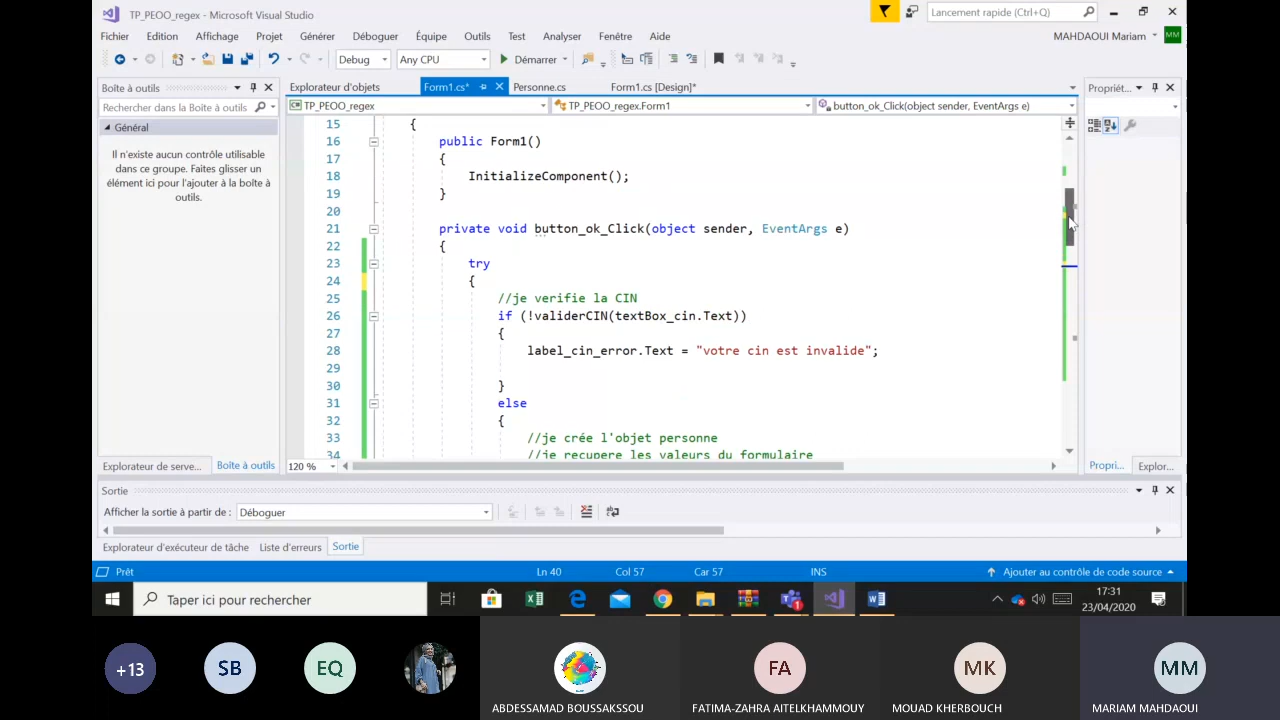 TP_PEOO_regex - Microsoft Visual Studio
Lancement rapide (Ctrl+Q)
Fichier Edition Affichage Projet Générer Déboguer Équipe Outils Test Analyser Fenêtre Aide
MAHDAOUI Mariam MM
Debug Any CPU Démarrer
Boîte à outils
Explorateur d'objets Form1.cs* Personne.cs Form1.cs [Design]*
Propriét...
Rechercher dans la Boîte à outils
TP_PEOO_regex TP_PEOO_regex.Form1 button_ok_Click(object sender, EventArgs e)
Général
Il n'existe aucun contrôle utilisable
dans ce groupe. Faites glisser un
élément ici pour l'ajouter à la boîte à
outils.
15 {
16 public Form1()
17 {
18 InitializeComponent();
19 }
20
21 private void button_ok_Click(object sender, EventArgs e)
22 {
23 try
24 {
25 //je verifie la CIN
26 if (!validerCIN(textBox_cin.Text))
27 {
28 label_cin_error.Text = "votre cin est invalide";
29
30 }
31 else
32 {
33 //je crée l'objet personne
34 //je recupere les valeurs du formulaire
Explorateur de serve... Boîte à outils
120 %
Propri... Explor...
Sortie
Afficher la sortie à partir de : Déboguer
Explorateur d'exécuteur de tâche Liste d'erreurs Sortie
Prêt Ln 40 Col 57 Car 57 INS Ajouter au contrôle de code source
Taper ici pour rechercher
17:31
23/04/2020
+13 SB EQ FA MK MM
ABDESSAMAD BOUSSAKSSOU FATIMA-ZAHRA AITELKHAMMOUY MOUAD KHERBOUCH MARIAM MAHDAOUI